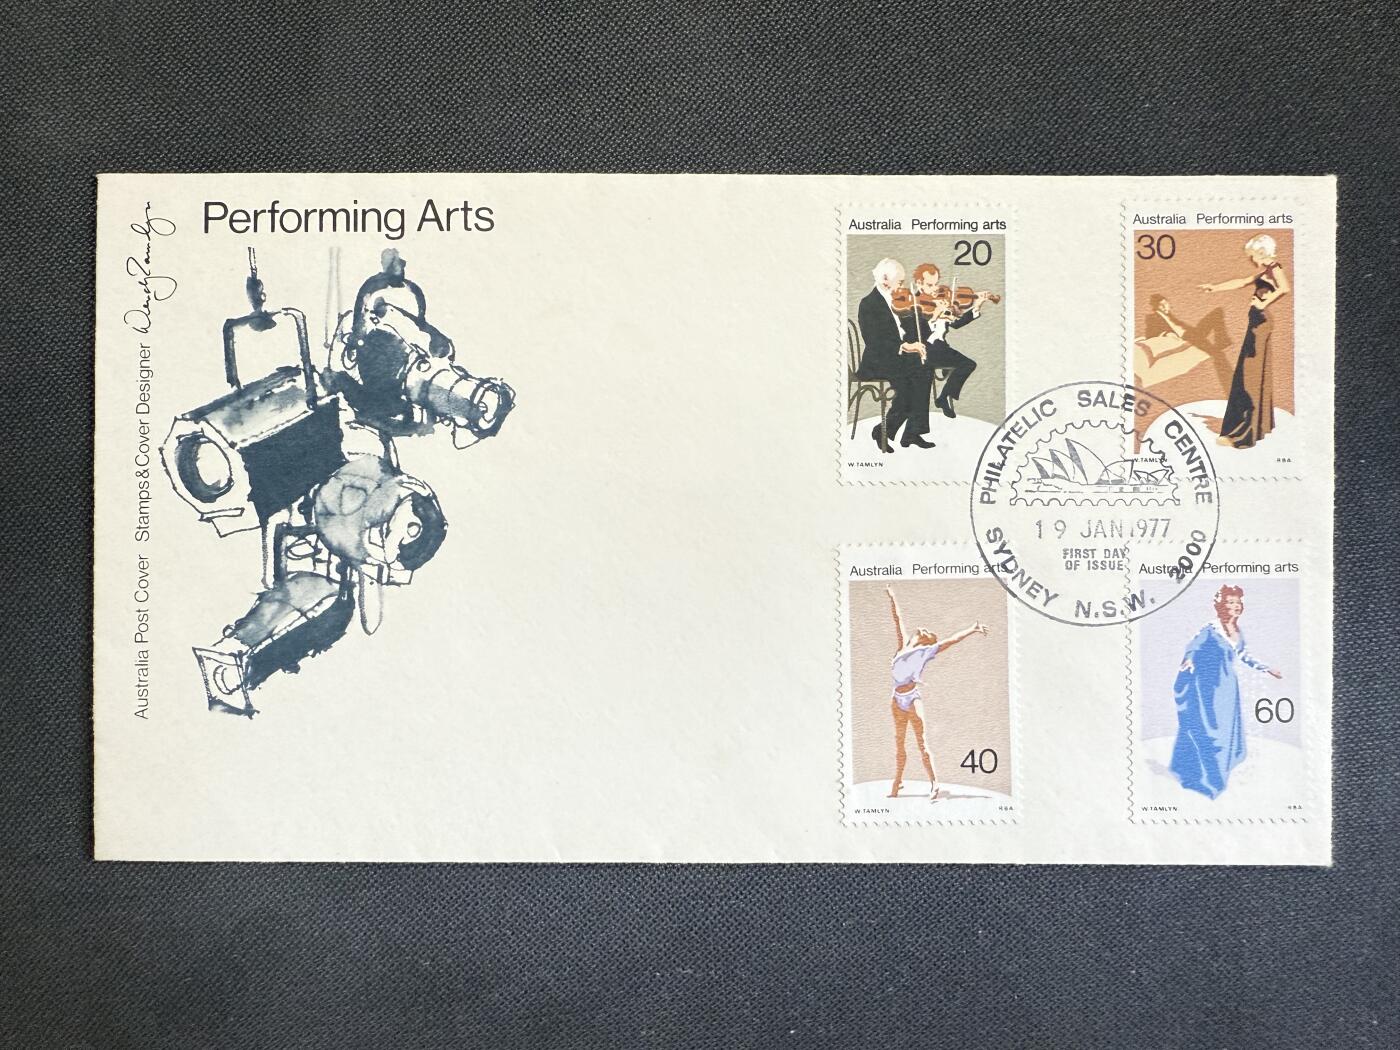 Performing Arts
Australia Post Cover Stamps&Cover Designer Wendy Tamlyn
Australia Performing arts
20
W.TAMLYN
Australia Performing arts
30
W.TAMLYN
RBA
PHILATELIC SALES CENTRE
19 JAN 1977
FIRST DAY
OF ISSUE
SYDNEY N.S.W. 2000
Australia Performing arts
40
W.TAMLYN
RBA
Australia Performing arts
60
W.TAMLYN
RBA